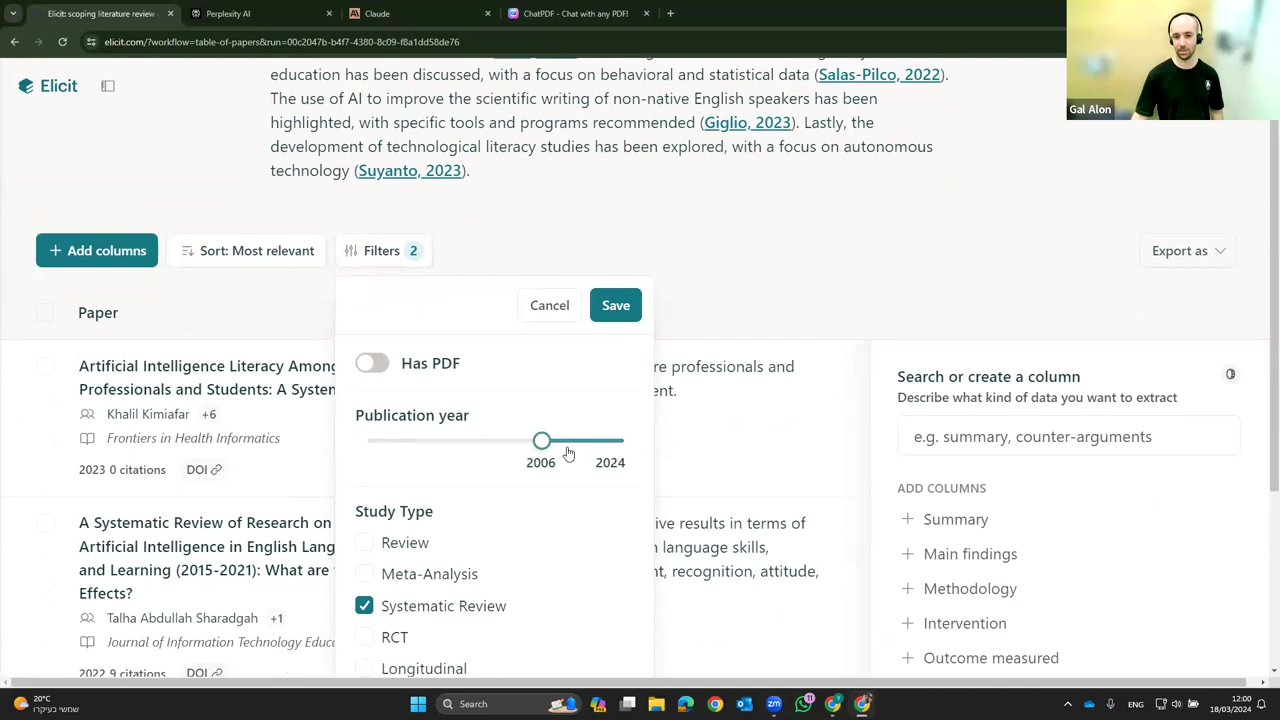 Elicit scoping literature review
Perplexity AI
Claude
ChatPDF - Chat with any PDF!
elicit.com/?workflow=table-of-papers&run=00c2047b-b4f7-4380-8c09-f8a1dd58de76
Gal Alon
Elicit
education has been discussed, with a focus on behavioral and statistical data (Salas-Pilco, 2022).
The use of AI to improve the scientific writing of non-native English speakers has been
highlighted, with specific tools and programs recommended (Giglio, 2023). Lastly, the
development of technological literacy studies has been explored, with a focus on autonomous
technology (Suyanto, 2023).
+ Add columns
Sort: Most relevant
Filters 2
Export as
Cancel
Save
Paper
Has PDF
Publication year
2006 2024
Study Type
Review
Meta-Analysis
Systematic Review
RCT
Longitudinal
Artificial Intelligence Literacy Among
Professionals and Students: A System
Khalil Kimiafar +6
Frontiers in Health Informatics
2023 0 citations DOI
re professionals and
ent.
A Systematic Review of Research on
Artificial Intelligence in English Lang
and Learning (2015-2021): What are
Effects?
Talha Abdullah Sharadgah +1
Journal of Information Technology Educa
2022 9 citations DOI
ive results in terms of
language skills,
nt, recognition, attitude,
Search or create a column
Describe what kind of data you want to extract
e.g. summary, counter-arguments
ADD COLUMNS
+ Summary
+ Main findings
+ Methodology
+ Intervention
+ Outcome measured
20°C
Search
11
ENG
12:00
18/03/2024